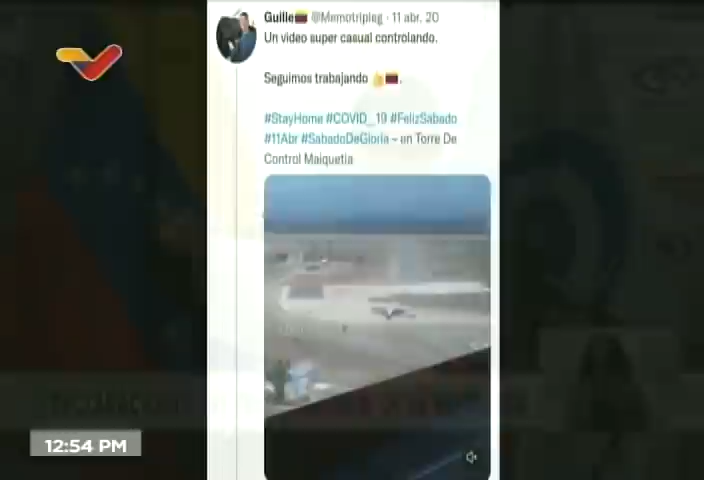 Guille @Memotripleg · 11 abr. 20
Un video super casual controlando.
Seguimos trabajando 👍🇻🇪.
#StayHome #COVID_19 #FelizSabado
#11Abr #SabadoDeGloria – en Torre De
Control Maiquetia
12:54 PM